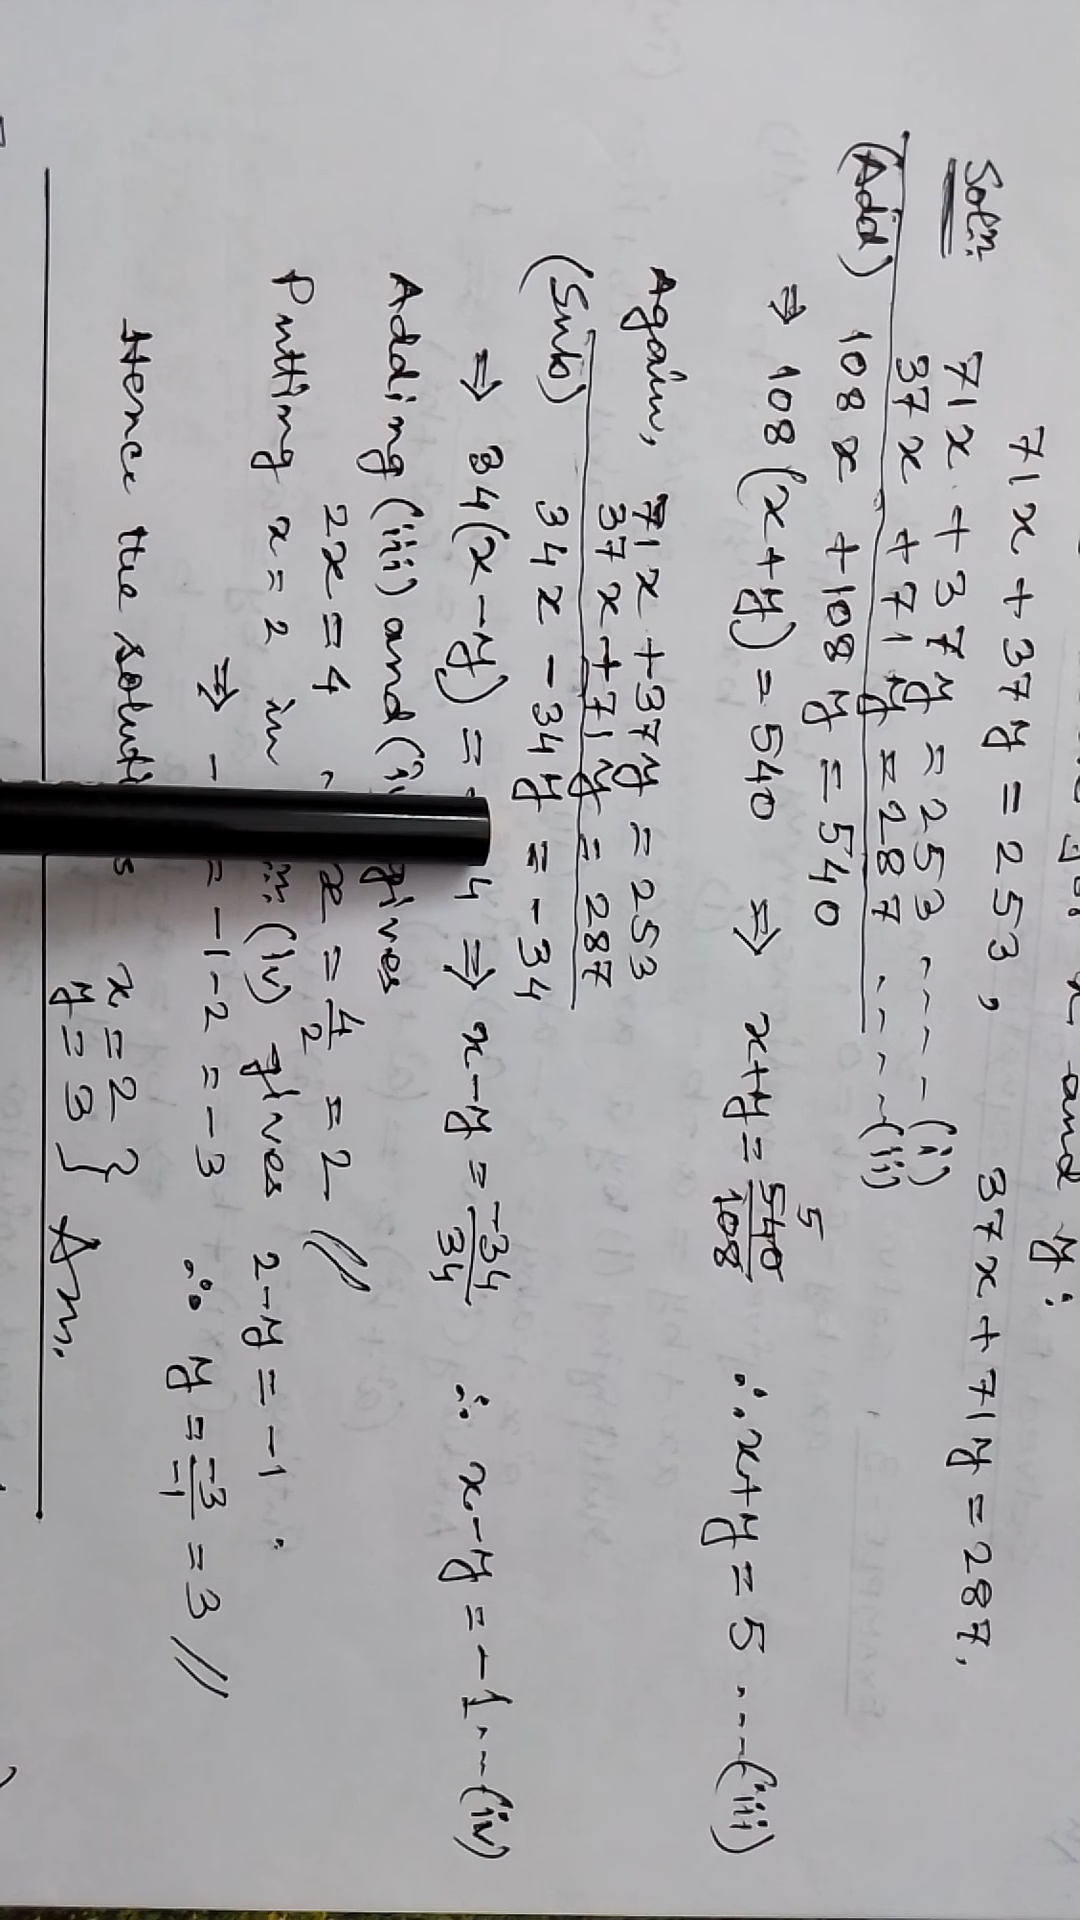 and y:
71x + 37y = 253, 37x + 71y = 287.
Soln. 71x + 37y = 253 ---- (i)
37x + 71y = 287 ---- (ii)
(Add) 108x + 108y = 540
⇒ 108(x+y) = 540 ⇒ x+y = 540/108 5 ∴ x+y = 5 ---- (iii)
Again, 71x + 37y = 253
37x + 71y = 287
(Sub) 34x - 34y = -34
⇒ 34(x-y) = 4 ⇒ x-y = -34/34 ∴ x-y = -1 --- (iv)
Adding (iii) and gives
2x = 4 x = 4/2 = 2 //
Putting x=2 in (iv) gives 2-y = -1
⇒ - = -1-2 = -3 ∴ y = -3/-1 = 3 //
Hence the x = 2
y = 3 } Ans.